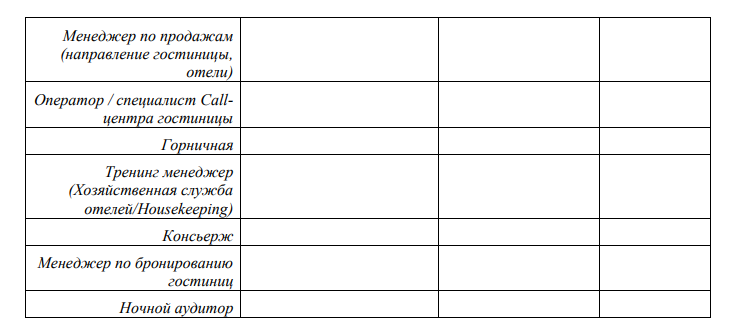 Менеджер по продажам
(направление гостиницы,
отели)
Оператор / специалист Call-
центра гостиницы
Горничная
Тренинг менеджер
(Хозяйственная служба
отелей/Housekeeping)
Консьерж
Менеджер по бронированию
гостиниц
Ночной аудитор